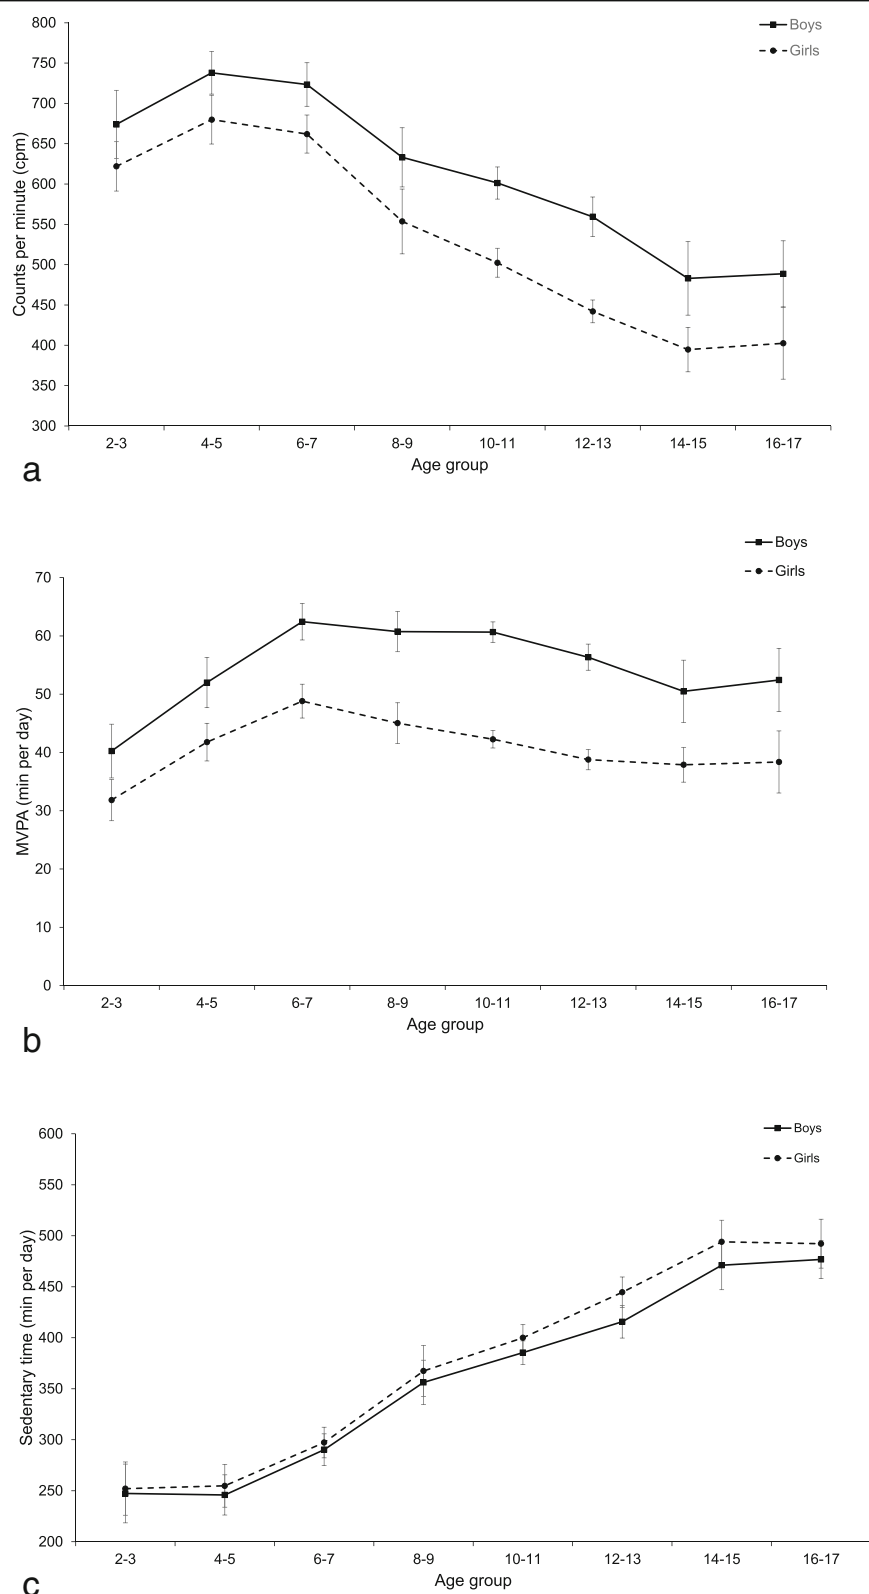 800
750
700
650
600
550
500
450
400
350
300
Counts per minute (cpm)
Boys
Girls
2-3 4-5 6-7 8-9 10-11 12-13 14-15 16-17
Age group
a
Boys
Girls
70
60
50
40
30
20
10
0
MVPA (min per day)
2-3 4-5 6-7 8-9 10-11 12-13 14-15 16-17
Age group
b
Boys
Girls
600
550
500
450
400
350
300
250
200
Sedentary time (min per day)
2-3 4-5 6-7 8-9 10-11 12-13 14-15 16-17
Age group
c